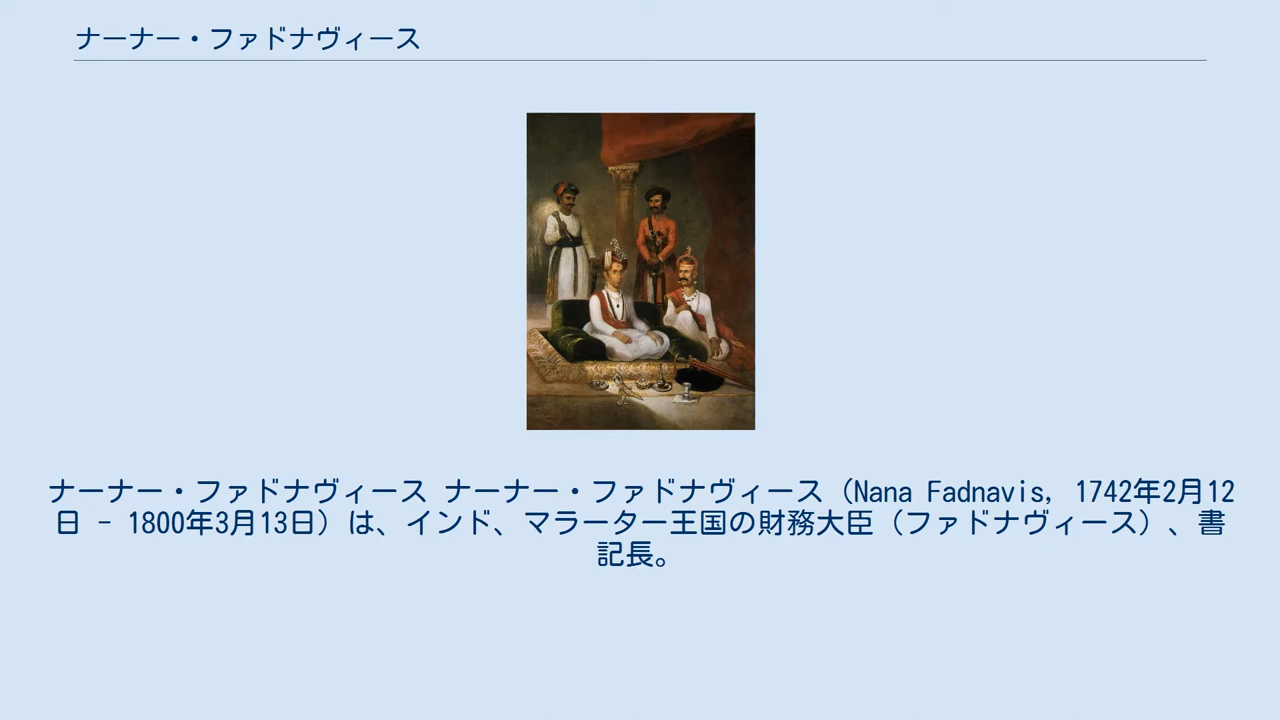 ナーナー・ファドナヴィース
ナーナー・ファドナヴィース ナーナー・ファドナヴィース（Nana Fadnavis, 1742年2月12
日 - 1800年3月13日）は、インド、マラーター王国の財務大臣（ファドナヴィース）、書
記長。